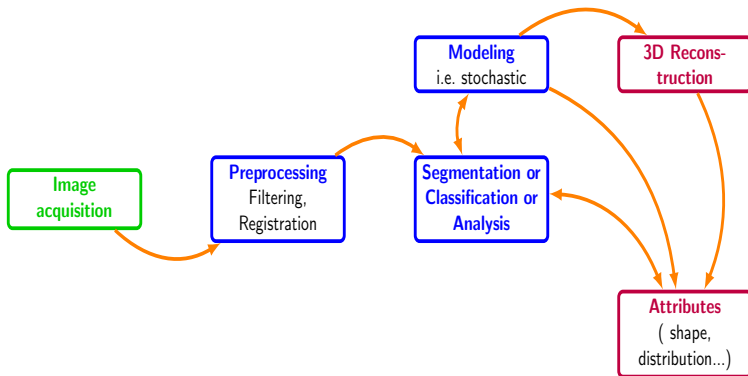 Modeling
i.e. stochastic
3D Recons-
truction
Image
acquisition
Preprocessing
Filtering,
Registration
Segmentation or
Classification or
Analysis
Attributes
( shape,
distribution...)